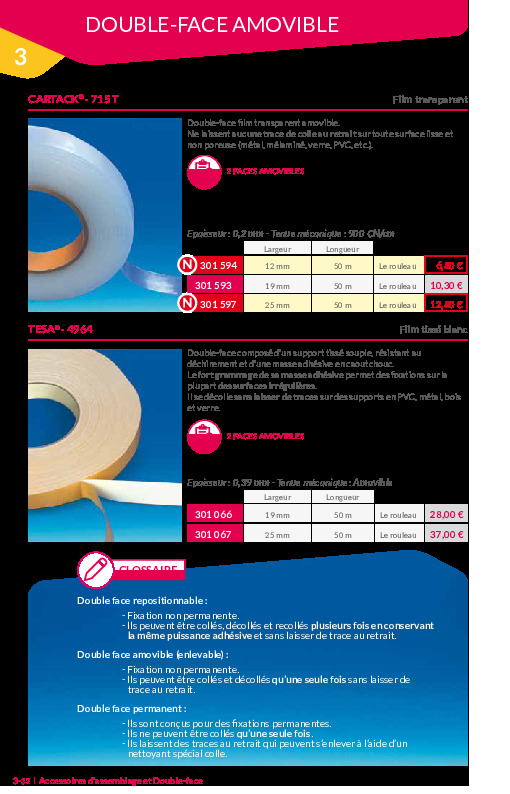 DOUBLE-FACE AMOVIBLE
3
CARTACK® - 715T
Film transparent
Double-face film transparent amovible.
Ne laissent aucune trace de colle au retrait sur toute surface lisse et
non poreuse (métal, mélaminé, verre, PVC, etc.).
2 FACES AMOVIBLES
Epaisseur : 0,2 mm - Tenue mécanique : 900 CN/cm
Largeur Longueur
N 301 594 12 mm 50 m Le rouleau
301 593 19 mm 50 m Le rouleau 10,30 €
N 301 597 25 mm 50 m Le rouleau
TESA® - 4964
Film tissé blanc
Double-face composé d'un support tissé souple, résistant au
déchirement et d'une masse adhésive en caoutchouc.
Le fort grammage de sa masse adhésive permet des fixations sur la
plupart des surfaces irrégulières.
Il se décolle sans laisser de traces sur des supports en PVC, métal, bois
et verre.
2 FACES AMOVIBLES
Epaisseur : 0,39 mm - Tenue mécanique : Amovible
Largeur Longueur
301 066 19 mm 50 m Le rouleau 28,00 €
301 067 25 mm 50 m Le rouleau 37,00 €
GLOSSAIRE
Double face repositionnable :
- Fixation non permanente.
- Ils peuvent être collés, décollés et recollés plusieurs fois en conservant
la même puissance adhésive et sans laisser de trace au retrait.
Double face amovible (enlevable) :
- Fixation non permanente.
- Ils peuvent être collés et décollés qu'une seule fois sans laisser de
trace au retrait.
Double face permanent :
- Ils sont conçus pour des fixations permanentes.
- Ils ne peuvent être collés qu'une seule fois.
- Ils laissent des traces au retrait qui peuvent s'enlever à l'aide d'un
nettoyant spécial colle.
3-32 | Accessoires d'assemblage et Double-face